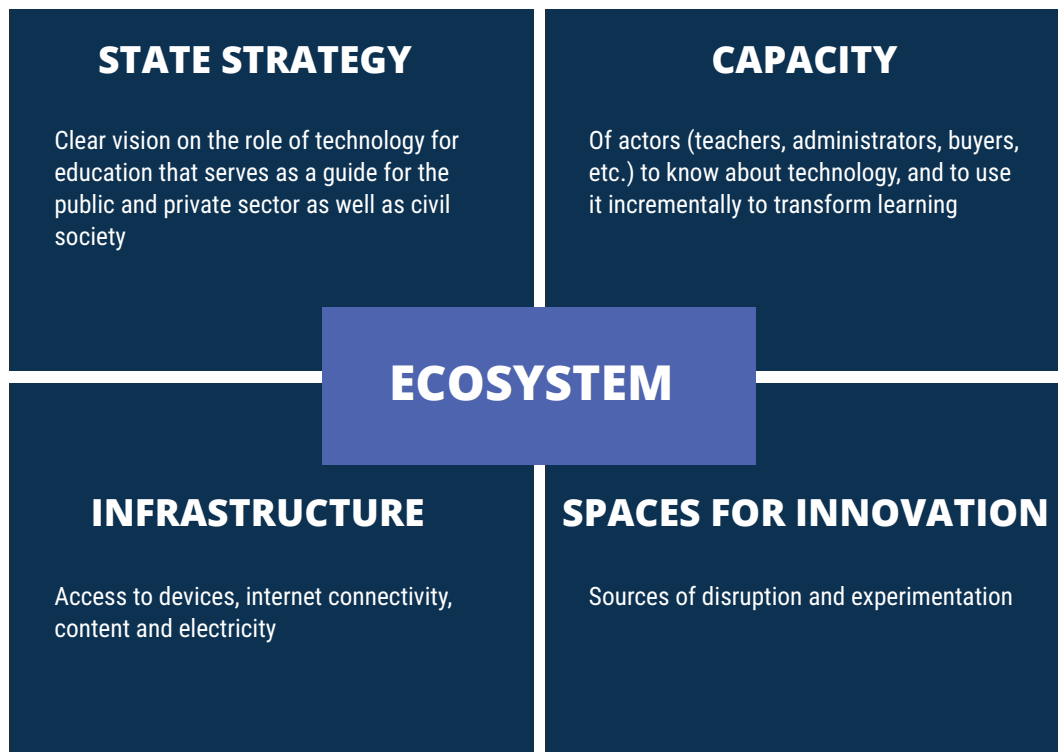 STATE STRATEGY
Clear vision on the role of technology for
education that serves as a guide for the
public and private sector as well as civil
society
CAPACITY
Of actors (teachers, administrators, buyers,
etc.) to know about technology, and to use
it incrementally to transform learning
ECOSYSTEM
INFRASTRUCTURE
Access to devices, internet connectivity,
content and electricity
SPACES FOR INNOVATION
Sources of disruption and experimentation